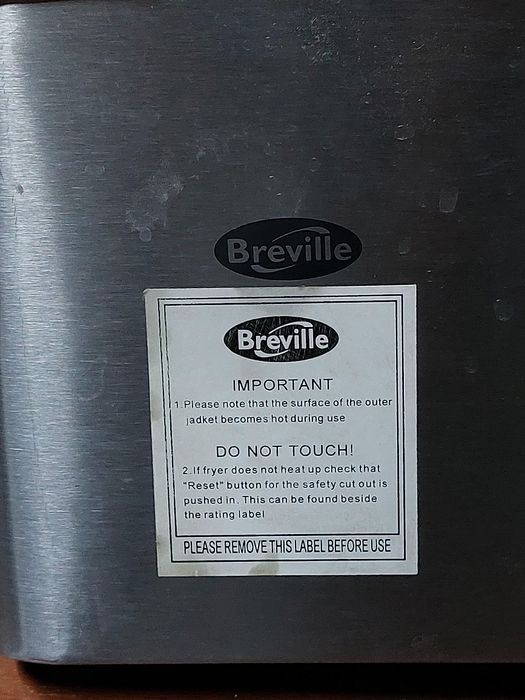 Breville
Breville
IMPORTANT
1.Please note that the surface of the outer
jadket becomes hot during use
DO NOT TOUCH!
2.If fryer does not heat up check that
"Reset" button for the safety cut out is
pushed in. This can be found beside
the rating label
PLEASE REMOVE THIS LABEL BEFORE USE